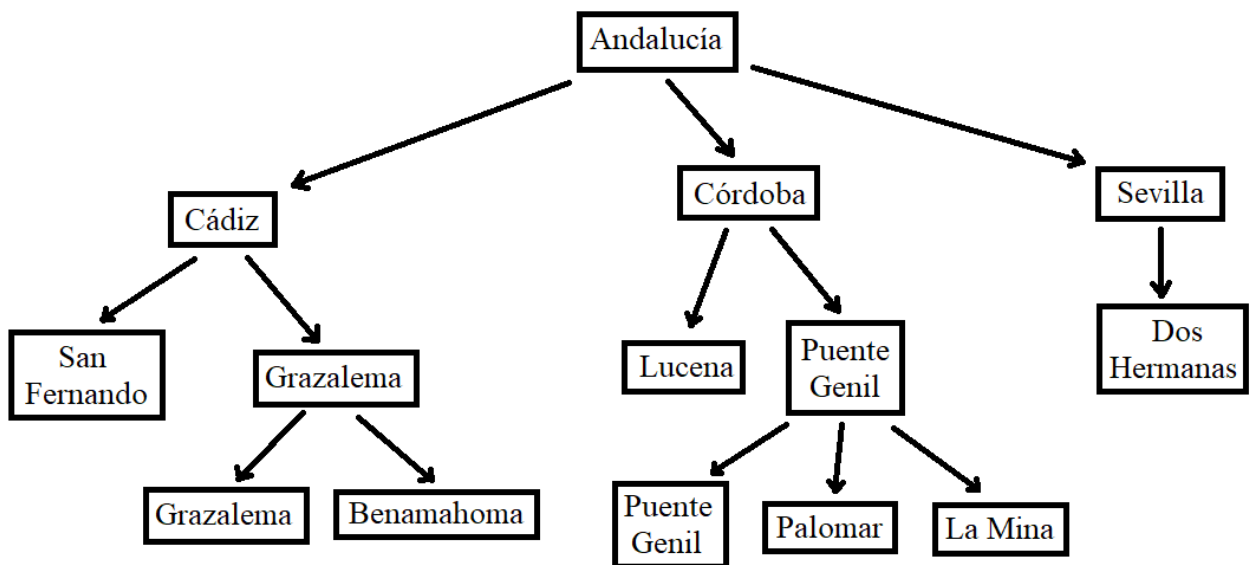 Andalucía
Cádiz
Córdoba
Sevilla
San
Fernando
Grazalema
Lucena
Puente
Genil
Dos
Hermanas
Grazalema
Benamahoma
Puente
Genil
Palomar
La Mina